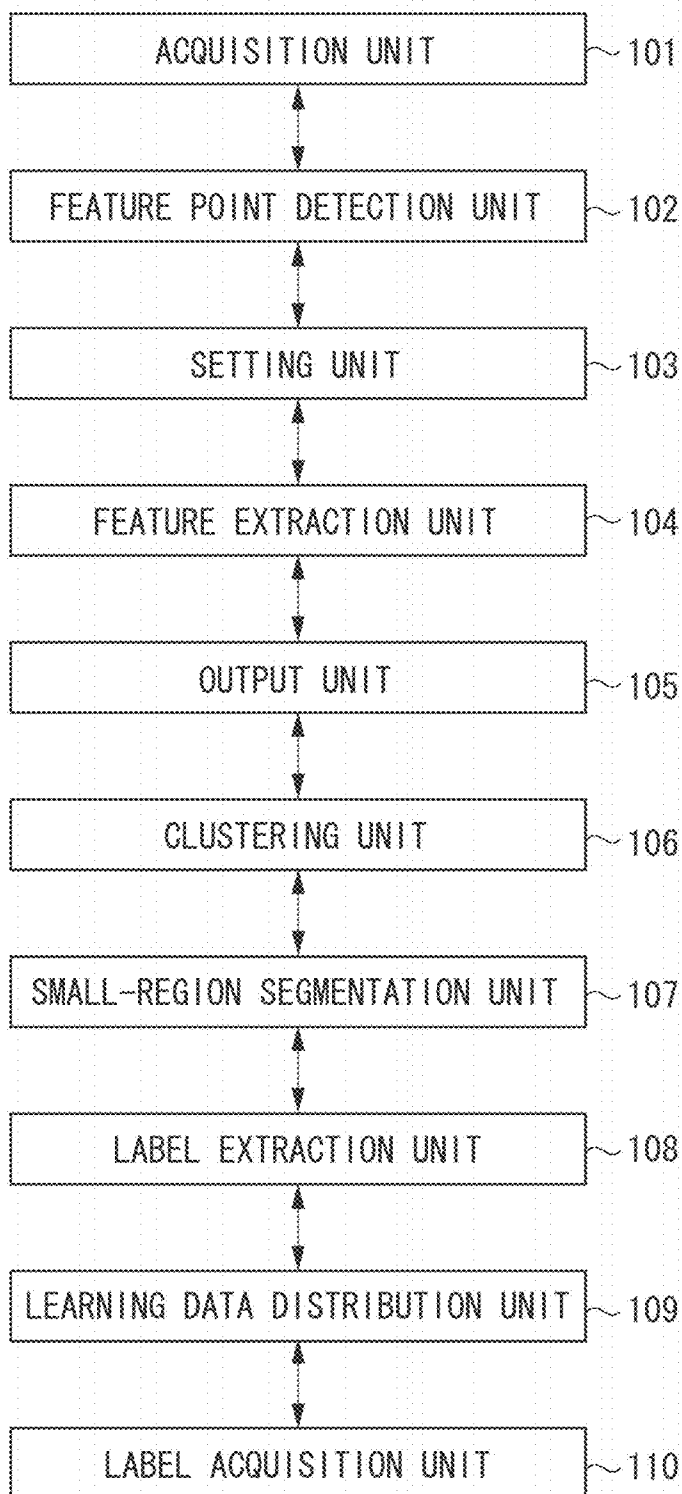 ACQUISITION UNIT 101
FEATURE POINT DETECTION UNIT 102
SETTING UNIT 103
FEATURE EXTRACTION UNIT 104
OUTPUT UNIT 105
CLUSTERING UNIT 106
SMALL-REGION SEGMENTATION UNIT 107
LABEL EXTRACTION UNIT 108
LEARNING DATA DISTRIBUTION UNIT 109
LABEL ACQUISITION UNIT 110